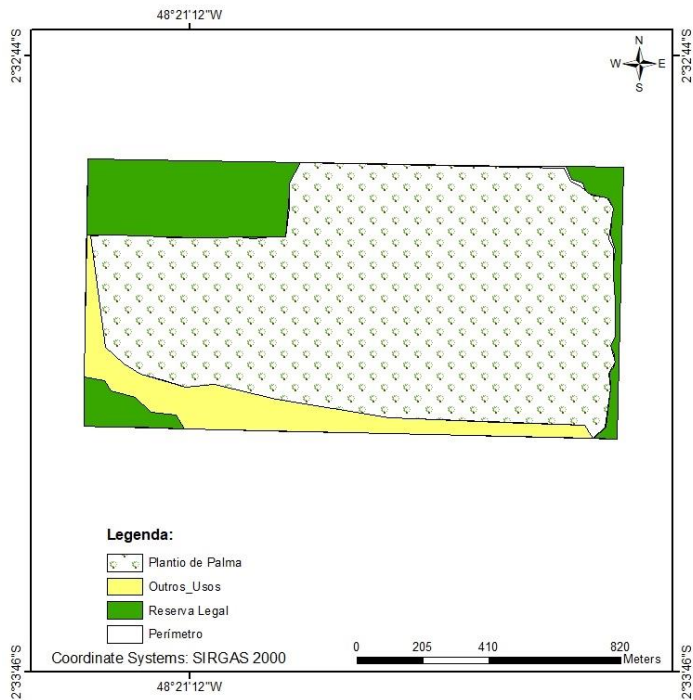 48°21'12"W
2°32'44"S
2°32'44"S
N
W E
S
Legenda:
Plantio de Palma
Outros_Usos
Reserva Legal
Perímetro
Coordinate Systems: SIRGAS 2000
0 205 410 820
Meters
2°33'46"S
2°33'46"S
48°21'12"W